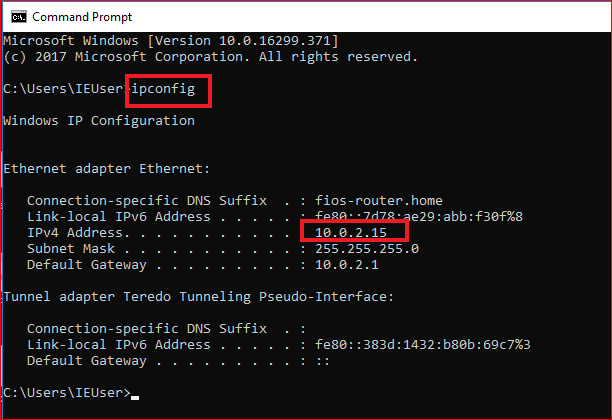 Command Prompt
Microsoft Windows [Version 10.0.16299.371]
(c) 2017 Microsoft Corporation. All rights reserved.
C:\Users\IEUser>ipconfig
Windows IP Configuration
Ethernet adapter Ethernet:
Connection-specific DNS Suffix  . : fios-router.home
Link-local IPv6 Address . . . . . : fe80::7d78:ae29:abb:f30f%8
IPv4 Address. . . . . . . . . . . : 10.0.2.15
Subnet Mask . . . . . . . . . . . : 255.255.255.0
Default Gateway . . . . . . . . . : 10.0.2.1
Tunnel adapter Teredo Tunneling Pseudo-Interface:
Connection-specific DNS Suffix  . :
Link-local IPv6 Address . . . . . : fe80::383d:1432:b80b:69c7%3
Default Gateway . . . . . . . . . : ::
C:\Users\IEUser>